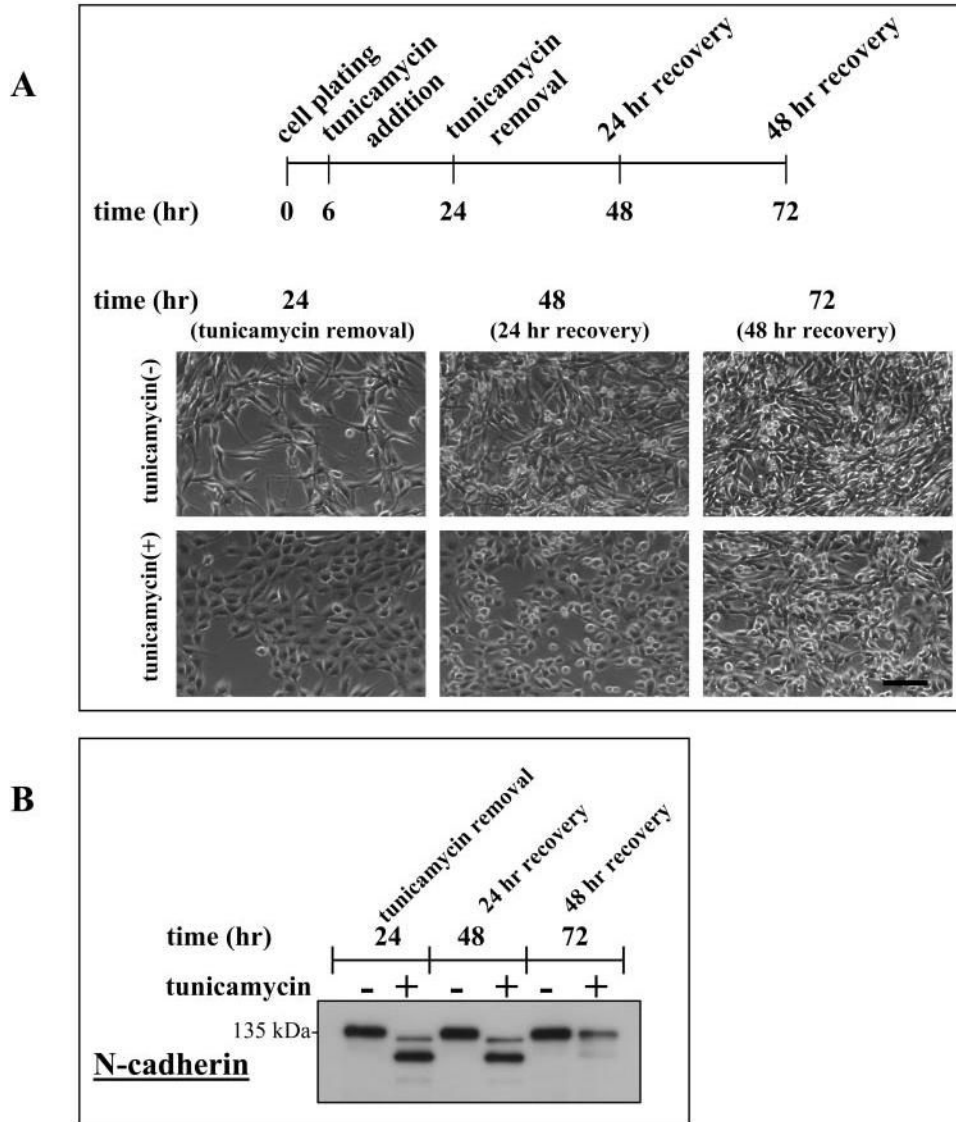 A
cell plating
tunicamycin
addition
tunicamycin
removal
24 hr recovery
48 hr recovery
time (hr) 0 6 24 48 72
time (hr) 24 48 72
(tunicamycin removal) (24 hr recovery) (48 hr recovery)
tunicamycin(-)
tunicamycin(+)
B
tunicamycin removal
24 hr recovery
48 hr recovery
time (hr) 24 48 72
tunicamycin - + - + - +
135 kDa-
N-cadherin